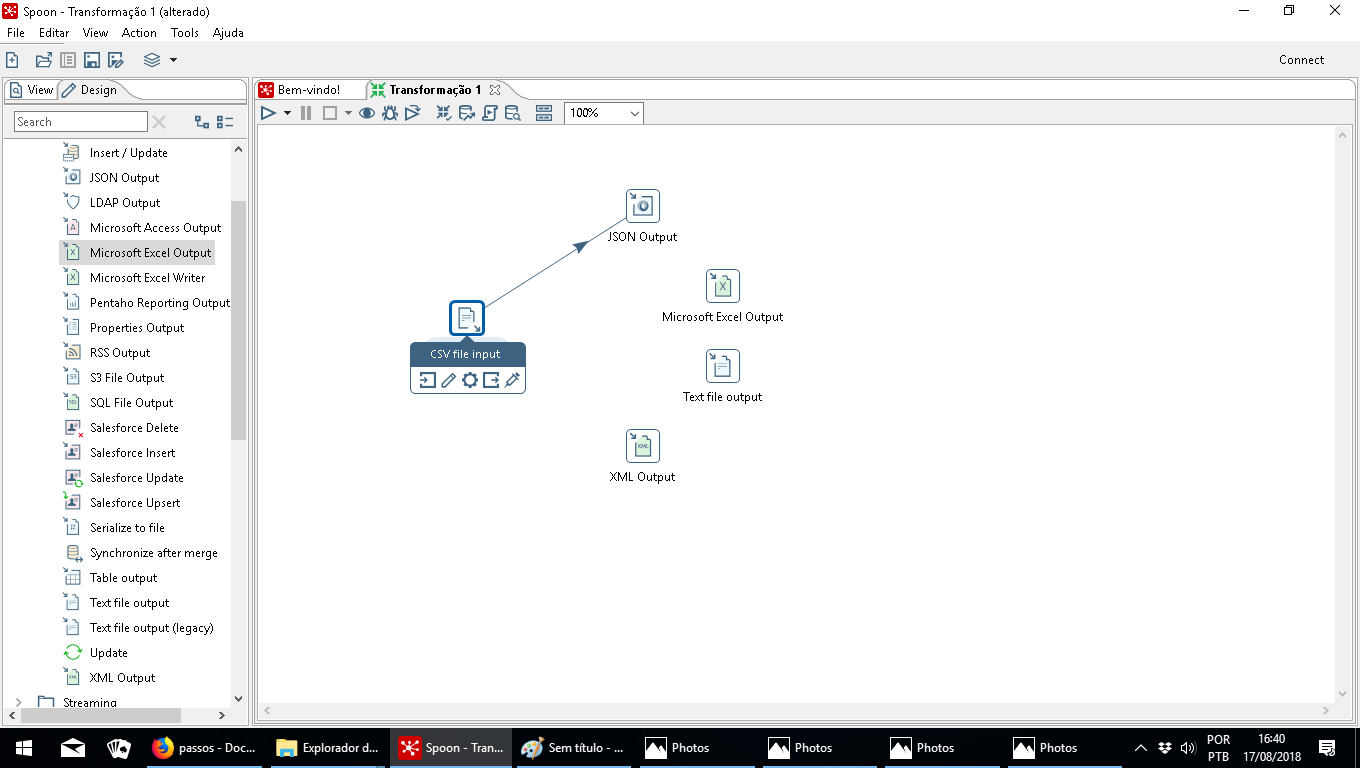 Spoon - Transformação 1 (alterado)
File Editar View Action Tools Ajuda
Connect
View Design
Bem-vindo! Transformação 1
Search
100%
Insert / Update
JSON Output
LDAP Output
Microsoft Access Output
Microsoft Excel Output
Microsoft Excel Writer
Pentaho Reporting Output
Properties Output
RSS Output
S3 File Output
SQL File Output
Salesforce Delete
Salesforce Insert
Salesforce Update
Salesforce Upsert
Serialize to file
Synchronize after merge
Table output
Text file output
Text file output (legacy)
Update
XML Output
Streaming
JSON Output
Microsoft Excel Output
CSV file input
Text file output
XML Output
passos - Doc...
Explorador d...
Spoon - Tran...
Sem título - ...
Photos
Photos
Photos
Photos
POR
PTB
16:40
17/08/2018